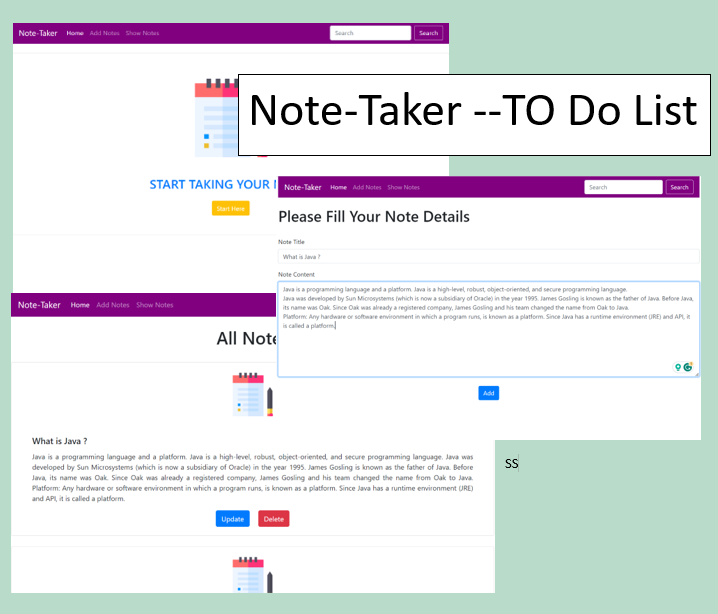 Note-Taker Home Add Notes Show Notes Search Search
Note-Taker --TO Do List
START TAKING YOUR
Start Here
Note-Taker Home Add Notes Show Notes Search Search
Please Fill Your Note Details
Note Title
What is Java ?
Note Content
Java is a programming language and a platform. Java is a high-level, robust, object-oriented, and secure programming language.
Java was developed by Sun Microsystems (which is now a subsidiary of Oracle) in the year 1995. James Gosling is known as the father of Java. Before Java,
its name was Oak. Since Oak was already a registered company, James Gosling and his team changed the name from Oak to Java.
Platform: Any hardware or software environment in which a program runs, is known as a platform. Since Java has a runtime environment (JRE) and API, it
is called a platform.
Add
Note-Taker Home Add Notes Show Notes
All Note
What is Java ?
Java is a programming language and a platform. Java is a high-level, robust, object-oriented, and secure programming language. Java was
developed by Sun Microsystems (which is now a subsidiary of Oracle) in the year 1995. James Gosling is known as the father of Java. Before
Java, its name was Oak. Since Oak was already a registered company, James Gosling and his team changed the name from Oak to Java.
Platform: Any hardware or software environment in which a program runs, is known as a platform. Since Java has a runtime environment (JRE)
and API, it is called a platform.
Update Delete
SS